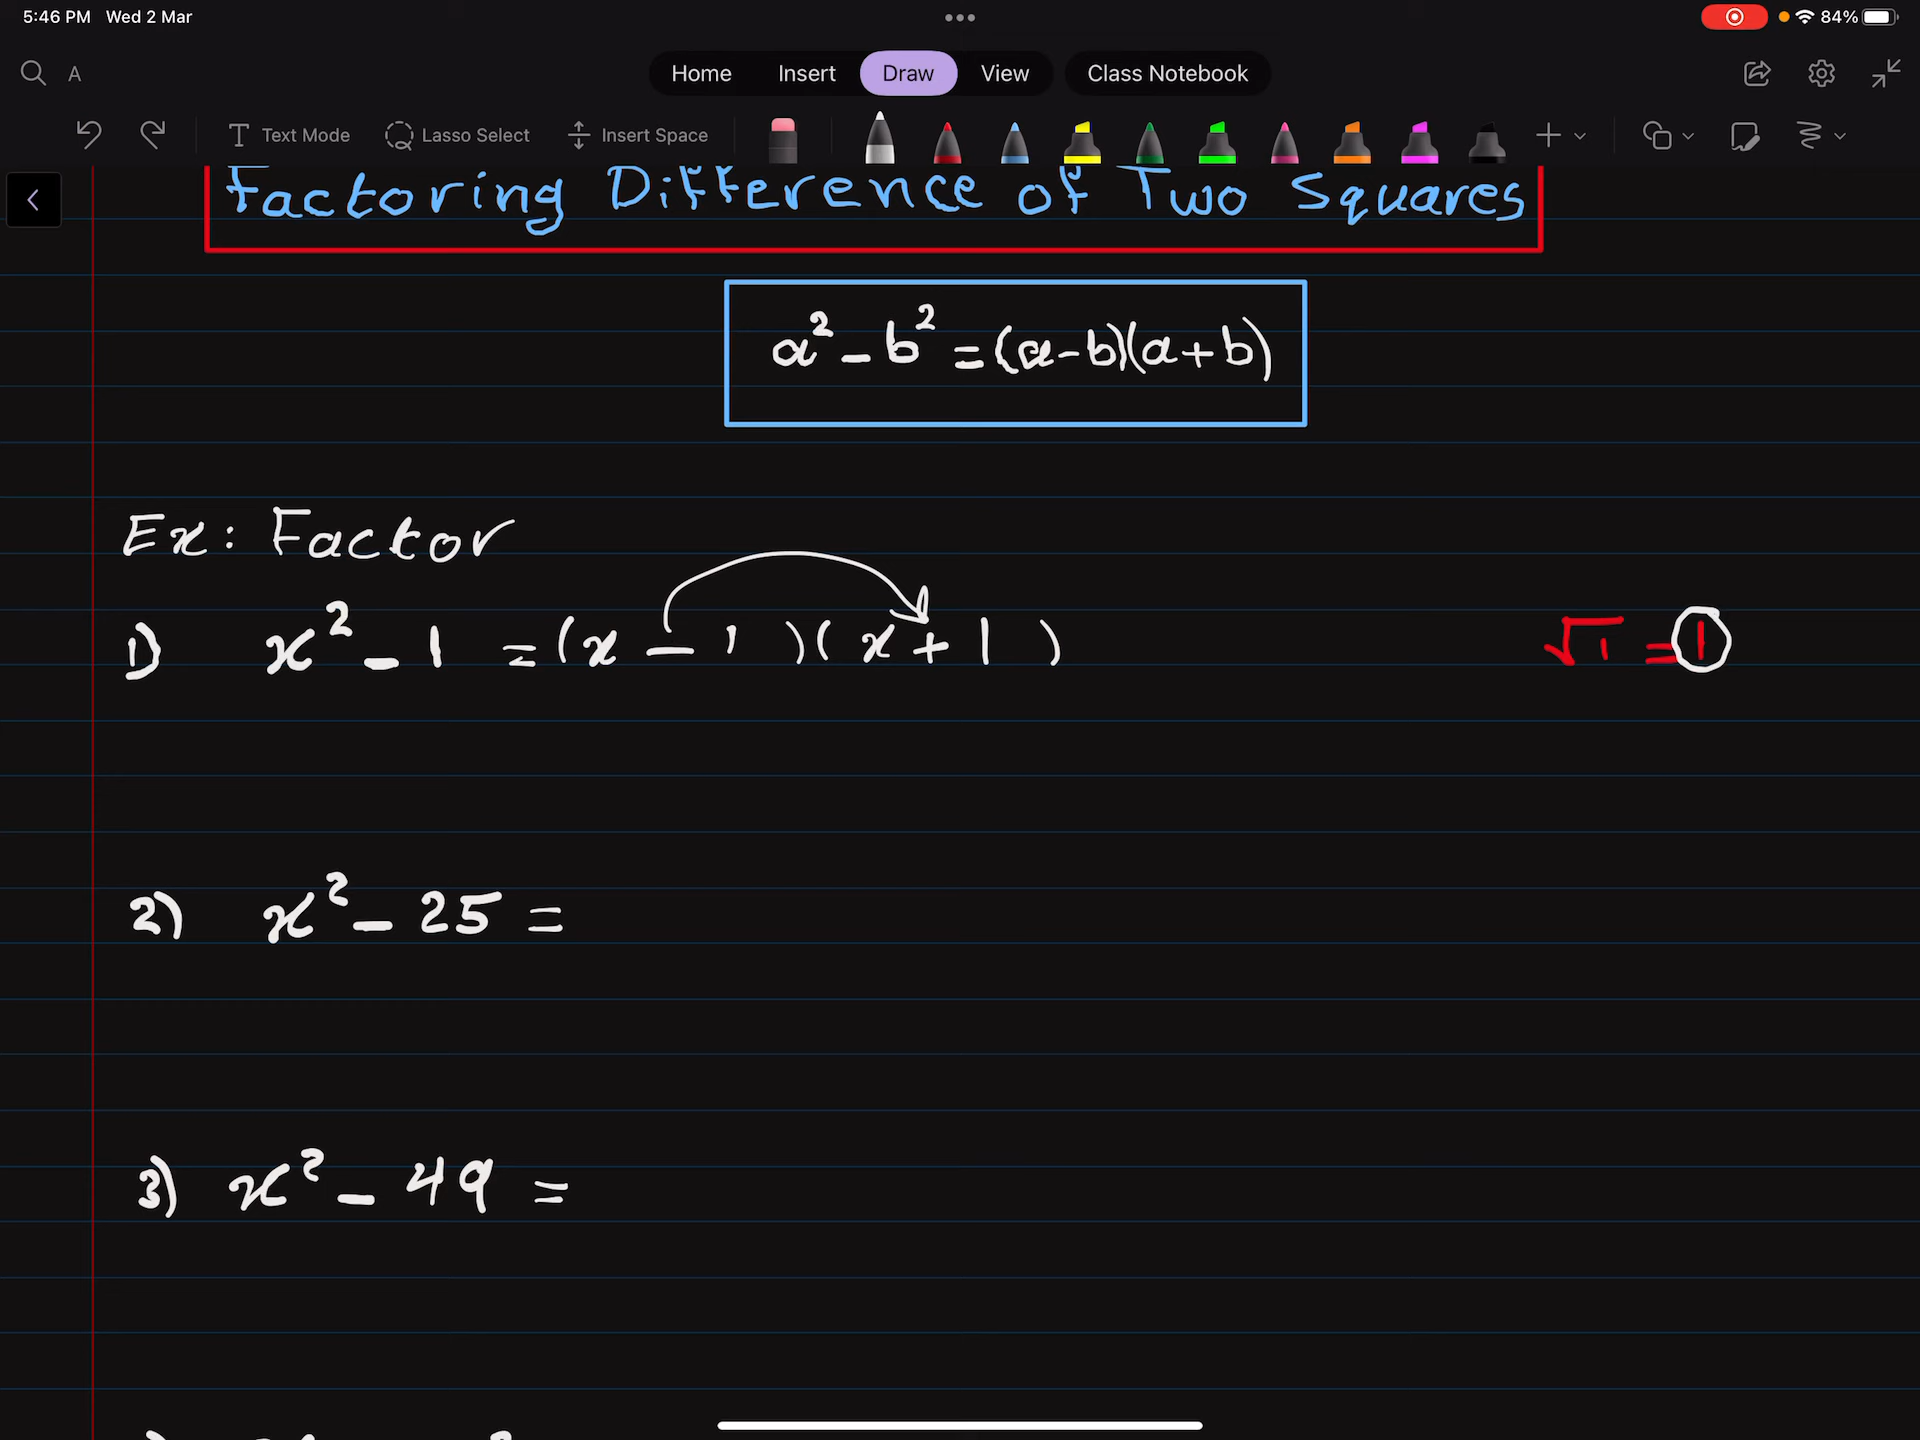 5:46 PM Wed 2 Mar
84%
A
Home Insert Draw View Class Notebook
T Text Mode Lasso Select Insert Space
Factoring Difference of Two Squares
a² - b² = (a-b)(a+b)
Ex: Factor
1) x² - 1 = (x - 1)(x + 1) √1 = 1
2) x² - 25 =
3) x² - 49 =